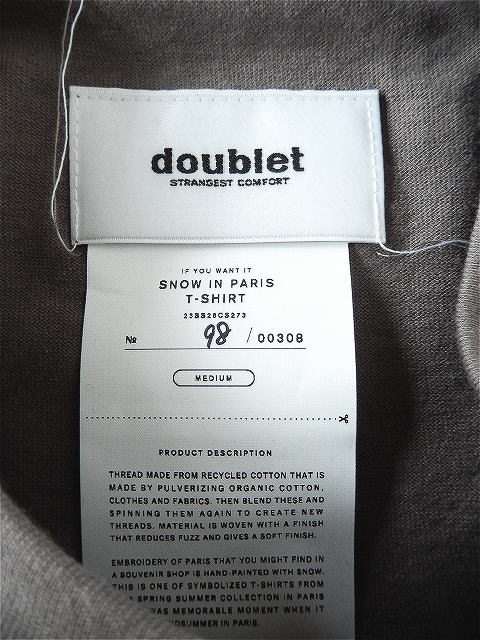 doublet
STRANGEST COMFORT
IF YOU WANT IT
SNOW IN PARIS
T-SHIRT
23SS28CS273
№ 98 / 00308
MEDIUM
PRODUCT DESCRIPTION
THREAD MADE FROM RECYCLED COTTON THAT IS
MADE BY PULVERIZING ORGANIC COTTON,
CLOTHES AND FABRICS. THEN BLEND THESE AND
SPINNING THEM AGAIN TO CREATE NEW
THREADS. MATERIAL IS WOVEN WITH A FINISH
THAT REDUCES FUZZ AND GIVES A SOFT FINISH.
EMBROIDERY OF PARIS THAT YOU MIGHT FIND IN
A SOUVENIR SHOP IS HAND-PAINTED WITH SNOW.
THIS IS ONE OF SYMBOLIZED T-SHIRTS FROM
SPRING SUMMER COLLECTION IN PARIS
WAS MEMORABLE MOMENT WHEN IT
MIDSUMMER IN PARIS.